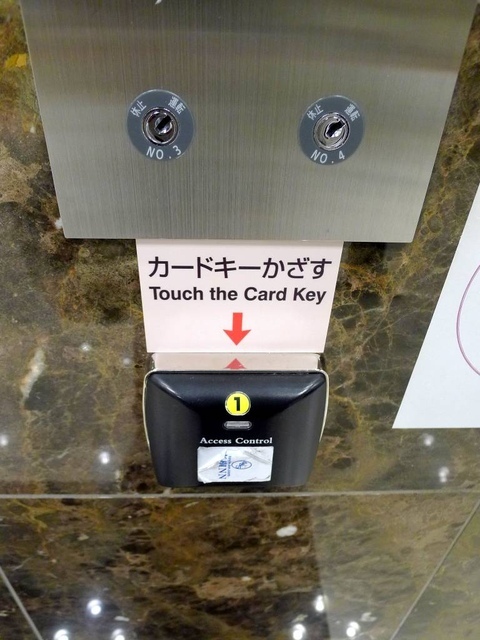 休止 運転
NO.3
休止 運転
NO.4
カードキーかざす
Touch the Card Key
1
Access Control